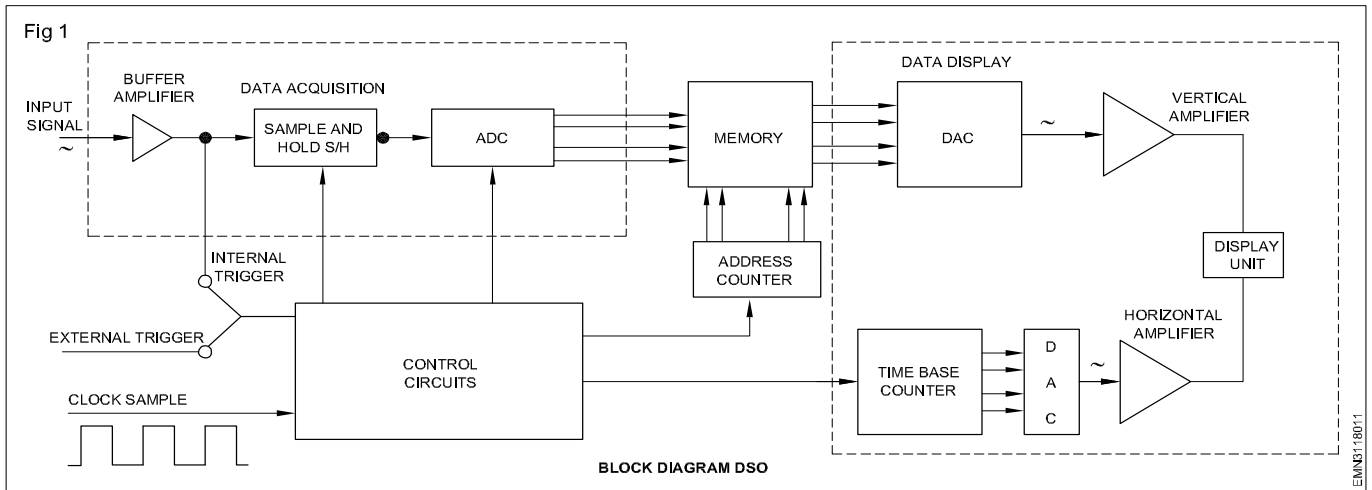 Fig 1
BUFFER
AMPLIFIER
DATA ACQUISITION
INPUT
SIGNAL
~
SAMPLE AND
HOLD S/H
ADC
MEMORY
DATA DISPLAY
DAC
~
VERTICAL
AMPLIFIER
INTERNAL
TRIGGER
ADDRESS
COUNTER
DISPLAY
UNIT
EXTERNAL TRIGGER
CONTROL
CIRCUITS
HORIZONTAL
AMPLIFIER
TIME BASE
COUNTER
D
A
C
~
CLOCK SAMPLE
BLOCK DIAGRAM DSO
EMN3118011